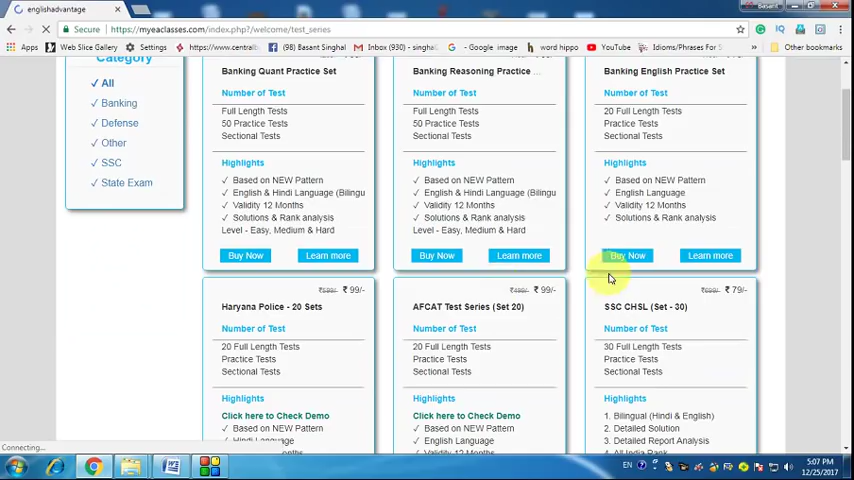 englishadvantage
Basant
Secure https://myeaclasses.com/index.php?/welcome/test_series
Apps
Web Slice Gallery
Settings
https://www.centralb
(98) Basant Singhal
Inbox (930) - singha
Google image
word hoppo
YouTube
Idioms/Phrases For S
Other bookmarks
Category
✓ All
✓ Banking
✓ Defense
✓ Other
✓ SSC
✓ State Exam
Banking Quant Practice Set
Number of Test
Full Length Tests
50 Practice Tests
Sectional Tests
Highlights
✓ Based on NEW Pattern
✓ English & Hindi Language (Bilingu
✓ Validity 12 Months
✓ Solutions & Rank analysis
Level - Easy, Medium & Hard
Buy Now
Learn more
Banking Reasoning Practice ...
Number of Test
Full Length Tests
50 Practice Tests
Sectional Tests
Highlights
✓ Based on NEW Pattern
✓ English & Hindi Language (Bilingu
✓ Validity 12 Months
✓ Solutions & Rank analysis
Level - Easy, Medium & Hard
Buy Now
Learn more
Banking English Practice Set
Number of Test
20 Full Length Tests
Practice Tests
Sectional Tests
Highlights
✓ Based on NEW Pattern
✓ English Language
✓ Validity 12 Months
✓ Solutions & Rank analysis
Buy Now
Learn more
₹ 99/-
Haryana Police - 20 Sets
Number of Test
20 Full Length Tests
Practice Tests
Sectional Tests
Highlights
Click here to Check Demo
✓ Based on NEW Pattern
✓ Hindi Language
₹ 99/-
AFCAT Test Series (Set 20)
Number of Test
20 Full Length Tests
Practice Tests
Sectional Tests
Highlights
Click here to Check Demo
✓ Based on NEW Pattern
✓ English Language
✓ Validity 12 Months
₹ 79/-
SSC CHSL (Set - 30)
Number of Test
30 Full Length Tests
Practice Tests
Sectional Tests
Highlights
1. Bilingual (Hindi & English)
2. Detailed Solution
3. Detailed Report Analysis
4. All India Rank
Connecting...
EN
5:07 PM
12/25/2017